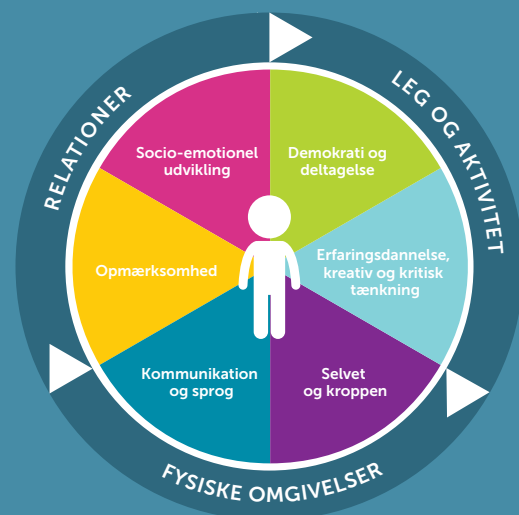 RELATIONER
LEG OG AKTIVITET
Socio-emotionel
udvikling
Demokrati og
deltagelse
Opmærksomhed
Erfaringsdannelse,
kreativ og kritisk
tænkning
Kommunikation
og sprog
Selvet
og kroppen
FYSISKE OMGIVELSER